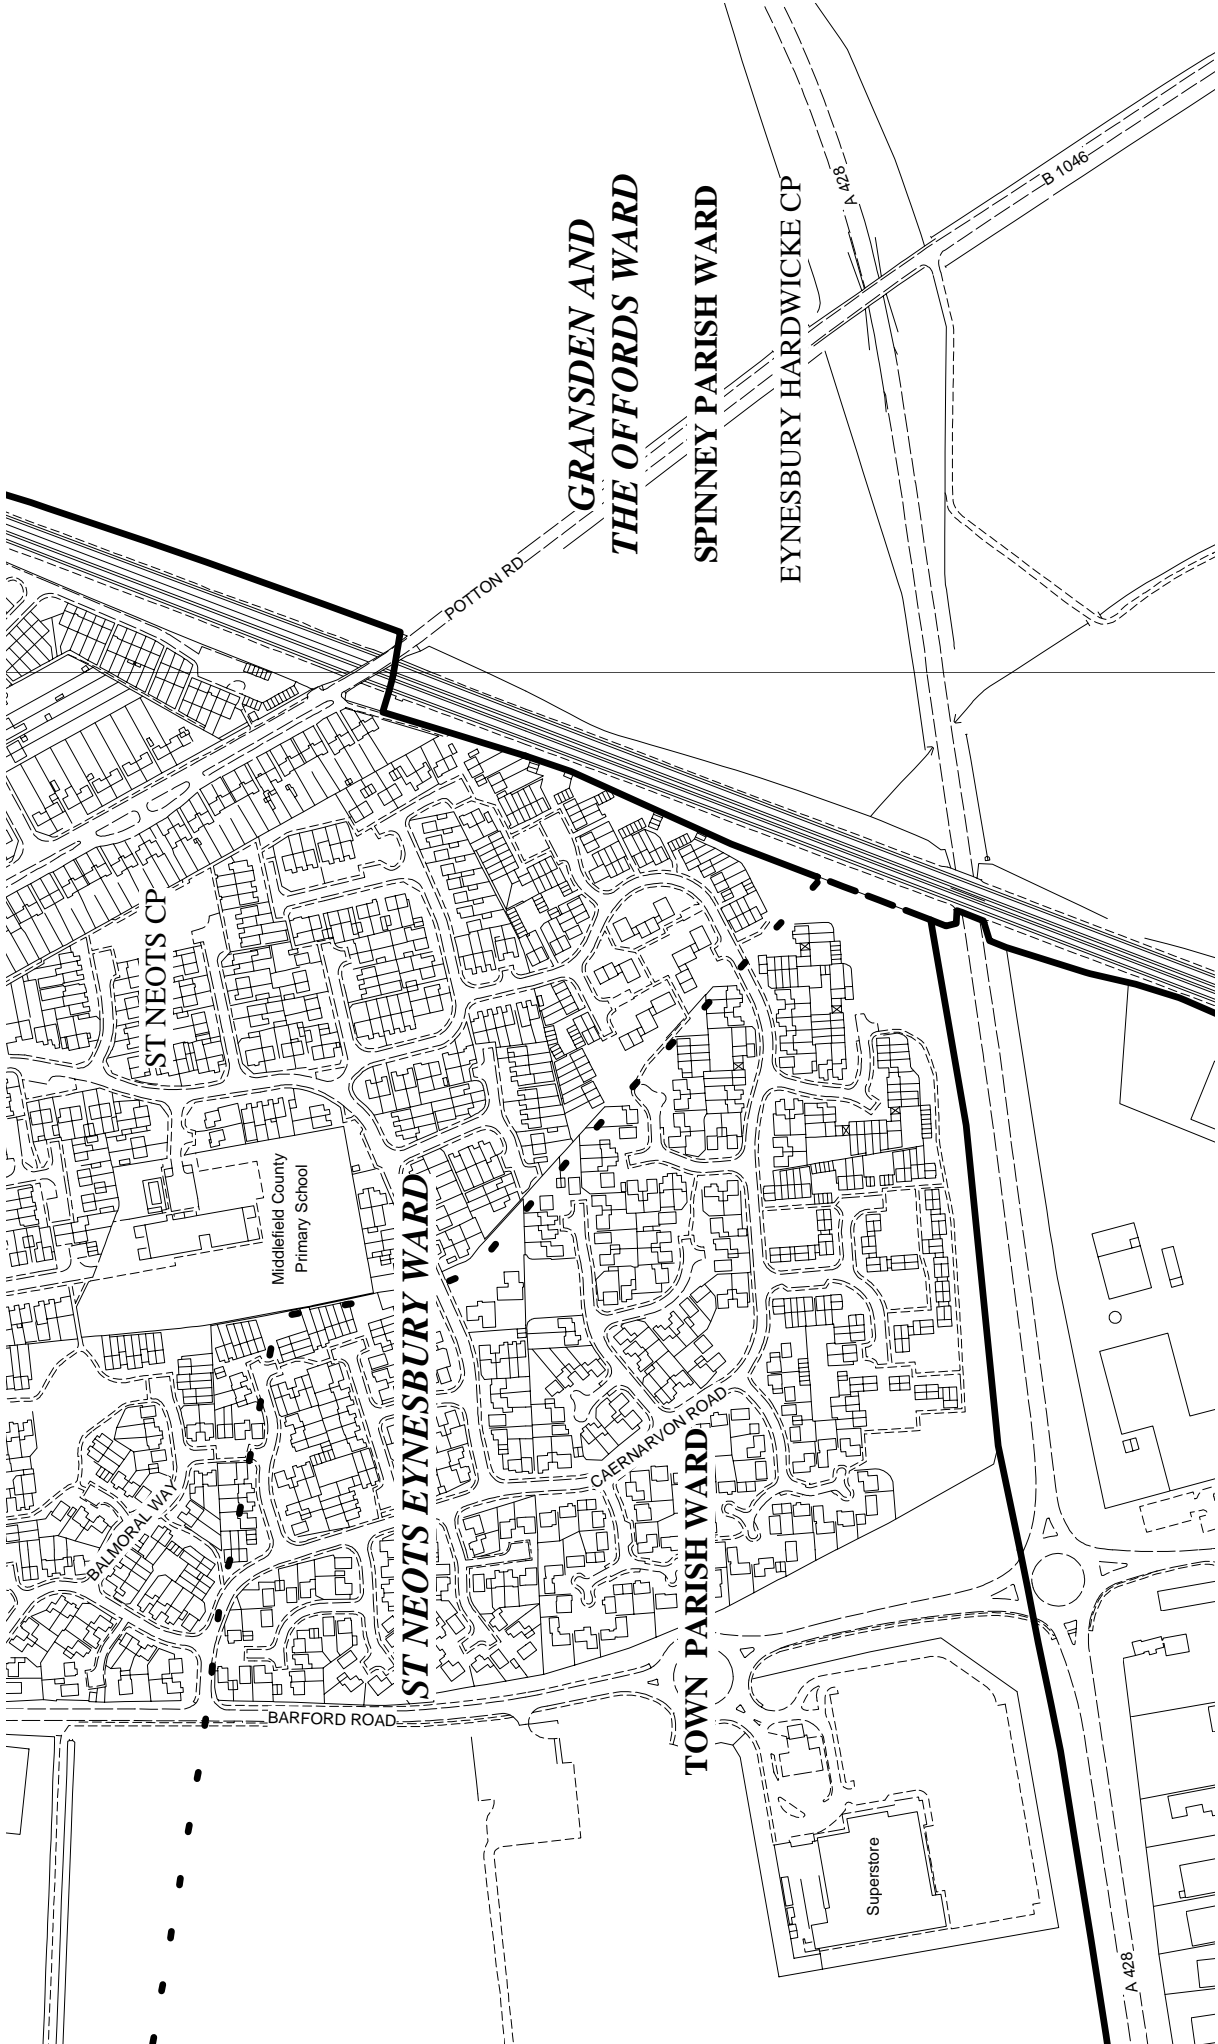 GRANSDEN AND
THE OFFORDS WARD
SPINNEY PARISH WARD
EYNESBURY HARDWICKE CP
A 428
B 1046
POTTON RD
ST NEOTS CP
Middlefield County
Primary School
ST NEOTS EYNESBURY WARD
BALMORAL WAY
CAERNARVON ROAD
TOWN PARISH WARD
BARFORD ROAD
Superstore
A 428